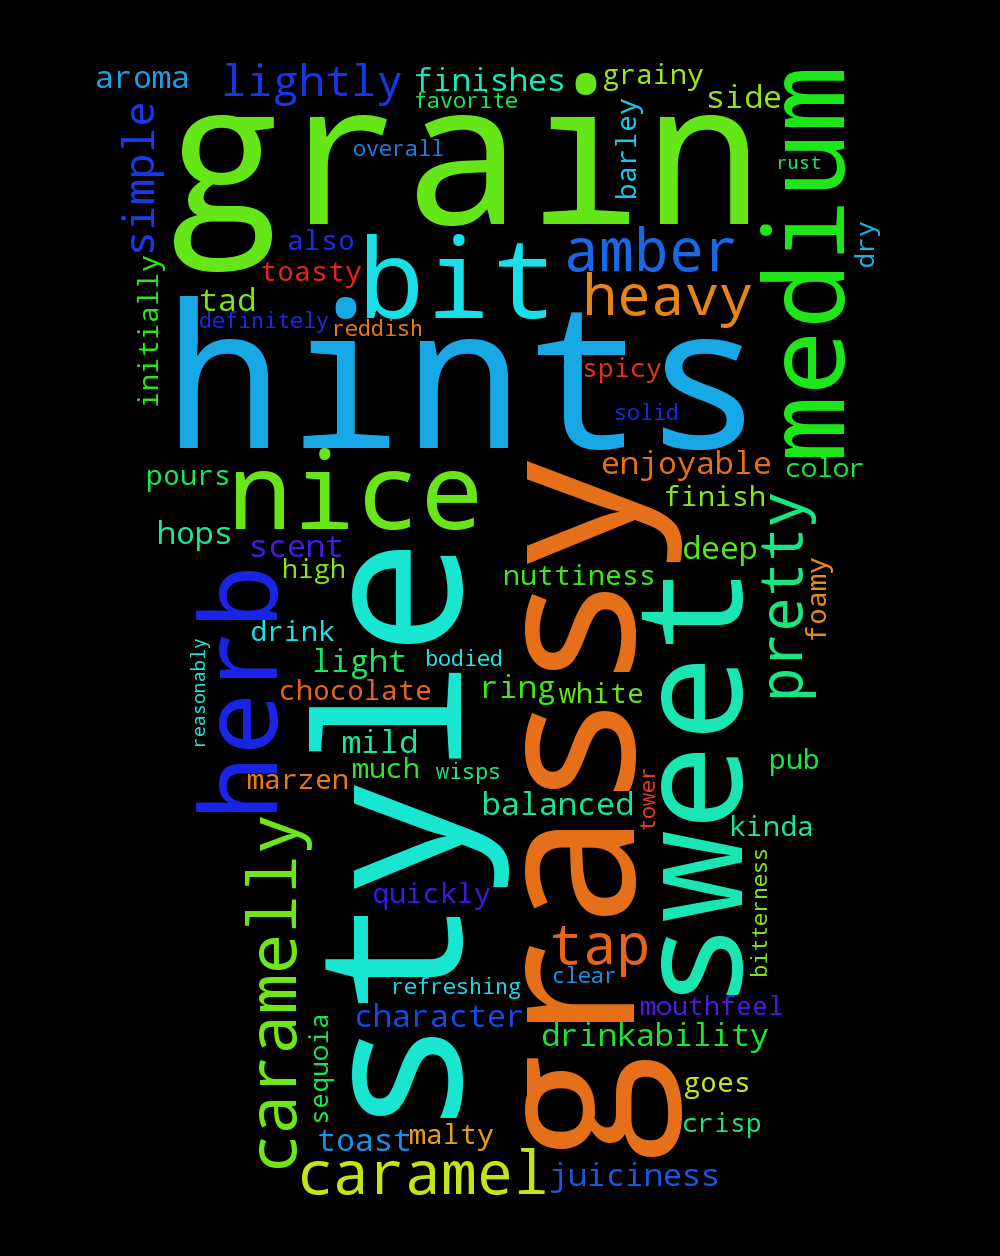 aroma
lightly
finishes
grainy
favorite
side
simple
grain
overall
barley
medium
rust
dry
also
bit
amber
toasty
heavy
tad
initially
definitely
reddish
hints
spicy
solid
pours
nice
enjoyable
color
finish
hops
scent
high
deep
pretty
foamy
nuttiness
herb
drink
light
bodied
reasonably
chocolate
ring
white
stylee
grassy
sweet
mild
much
marzen
wisps
pub
balanced
tower
kinda
caramelly
quickly
bitterness
tap
clear
refreshing
character
mouthfeel
drinkability
sequoia
goes
crisp
toast
malty
caramel
juiciness